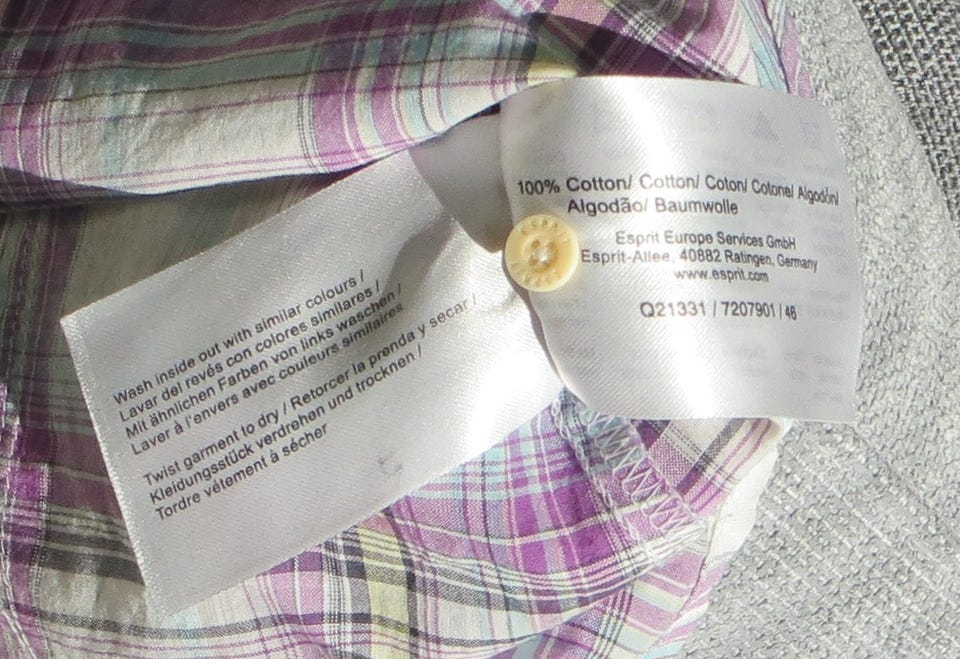 Wash inside out with similar colours /
Lavar del revés con colores similares /
Mit ähnlichen Farben von links waschen /
Laver à l'envers avec couleurs similaires
Twist garment to dry / Retorcer la prenda y secar /
Kleidungsstück verdrehen und trocknen /
Tordre vêtement à sécher
100% Cotton/ Cotton/ Coton/ Cotone/ Algodón/
Algodão/ Baumwolle
Esprit Europe Services GmbH
Esprit-Allee, 40882 Ratingen, Germany
www.esprit.com
Q21331 / 7207901 / 46
ESPRIT